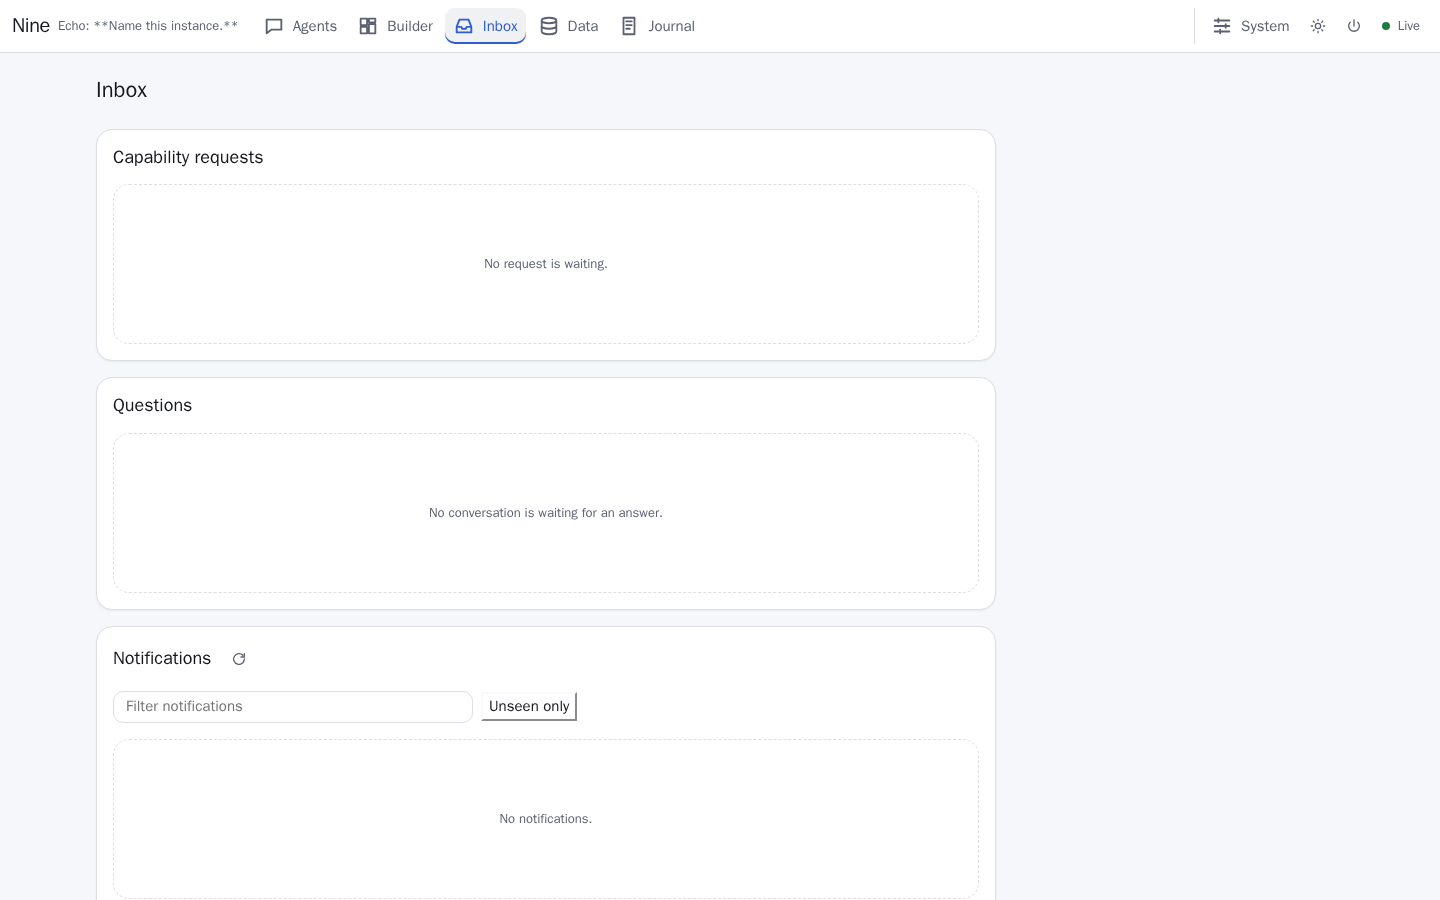 Nine Echo: **Name this instance.** Agents Builder Inbox Data Journal System Live
Inbox
Capability requests
No request is waiting.
Questions
No conversation is waiting for an answer.
Notifications
Filter notifications Unseen only
No notifications.